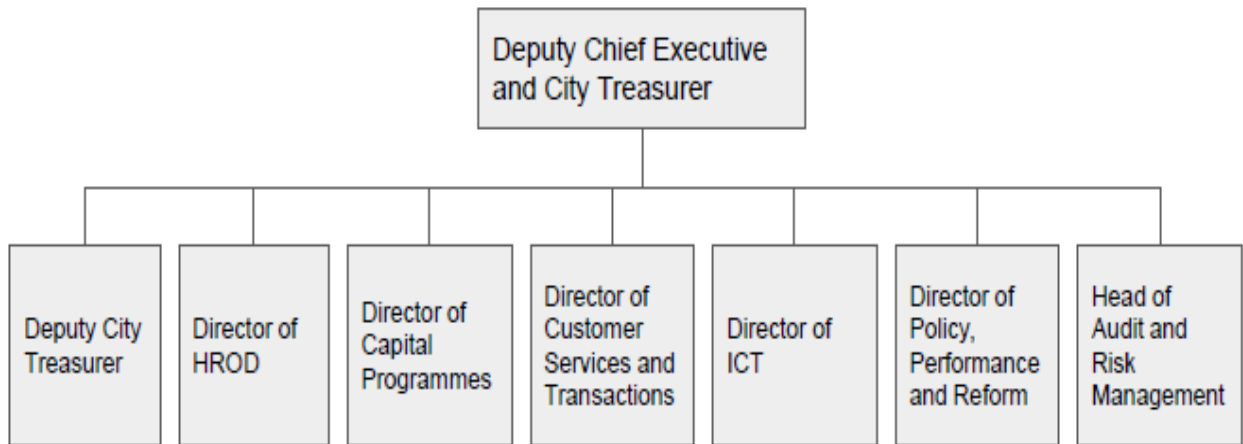 Deputy Chief Executive
and City Treasurer
Deputy City
Treasurer
Director of
HROD
Director of
Capital
Programmes
Director of
Customer
Services and
Transactions
Director of
ICT
Director of
Policy,
Performance
and Reform
Head of
Audit and
Risk
Management